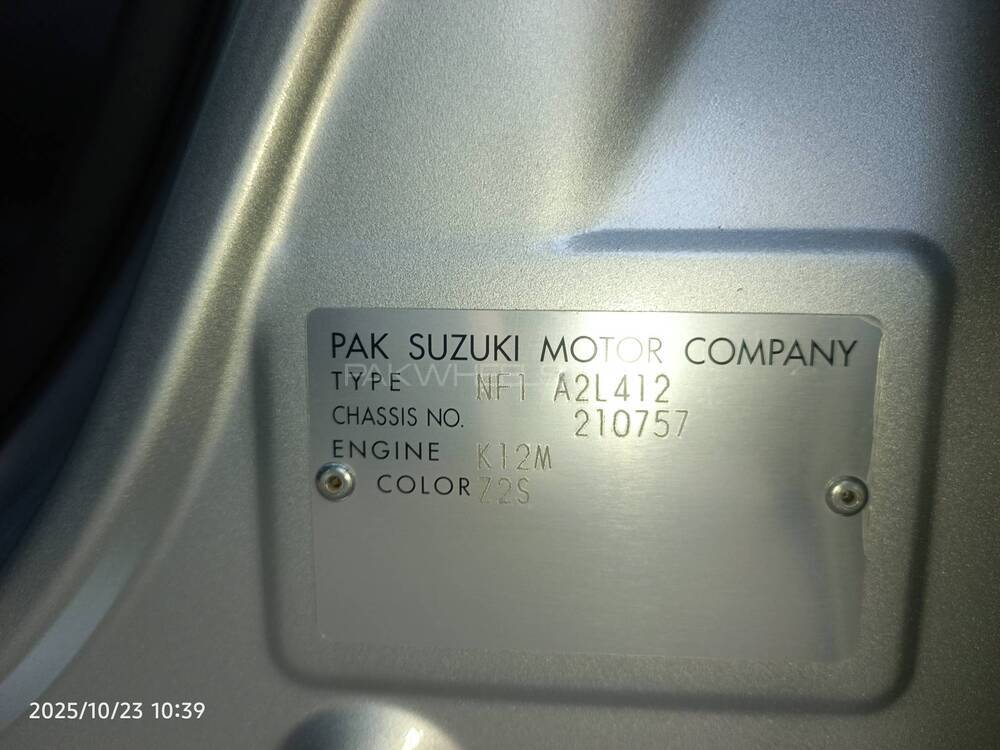 PAK SUZUKI MOTOR COMPANY
PAKWHEELS
TYPE NF1 A2L412
CHASSIS NO. 210757
ENGINE K12M
COLOR Z2S
2025/10/23 10:39